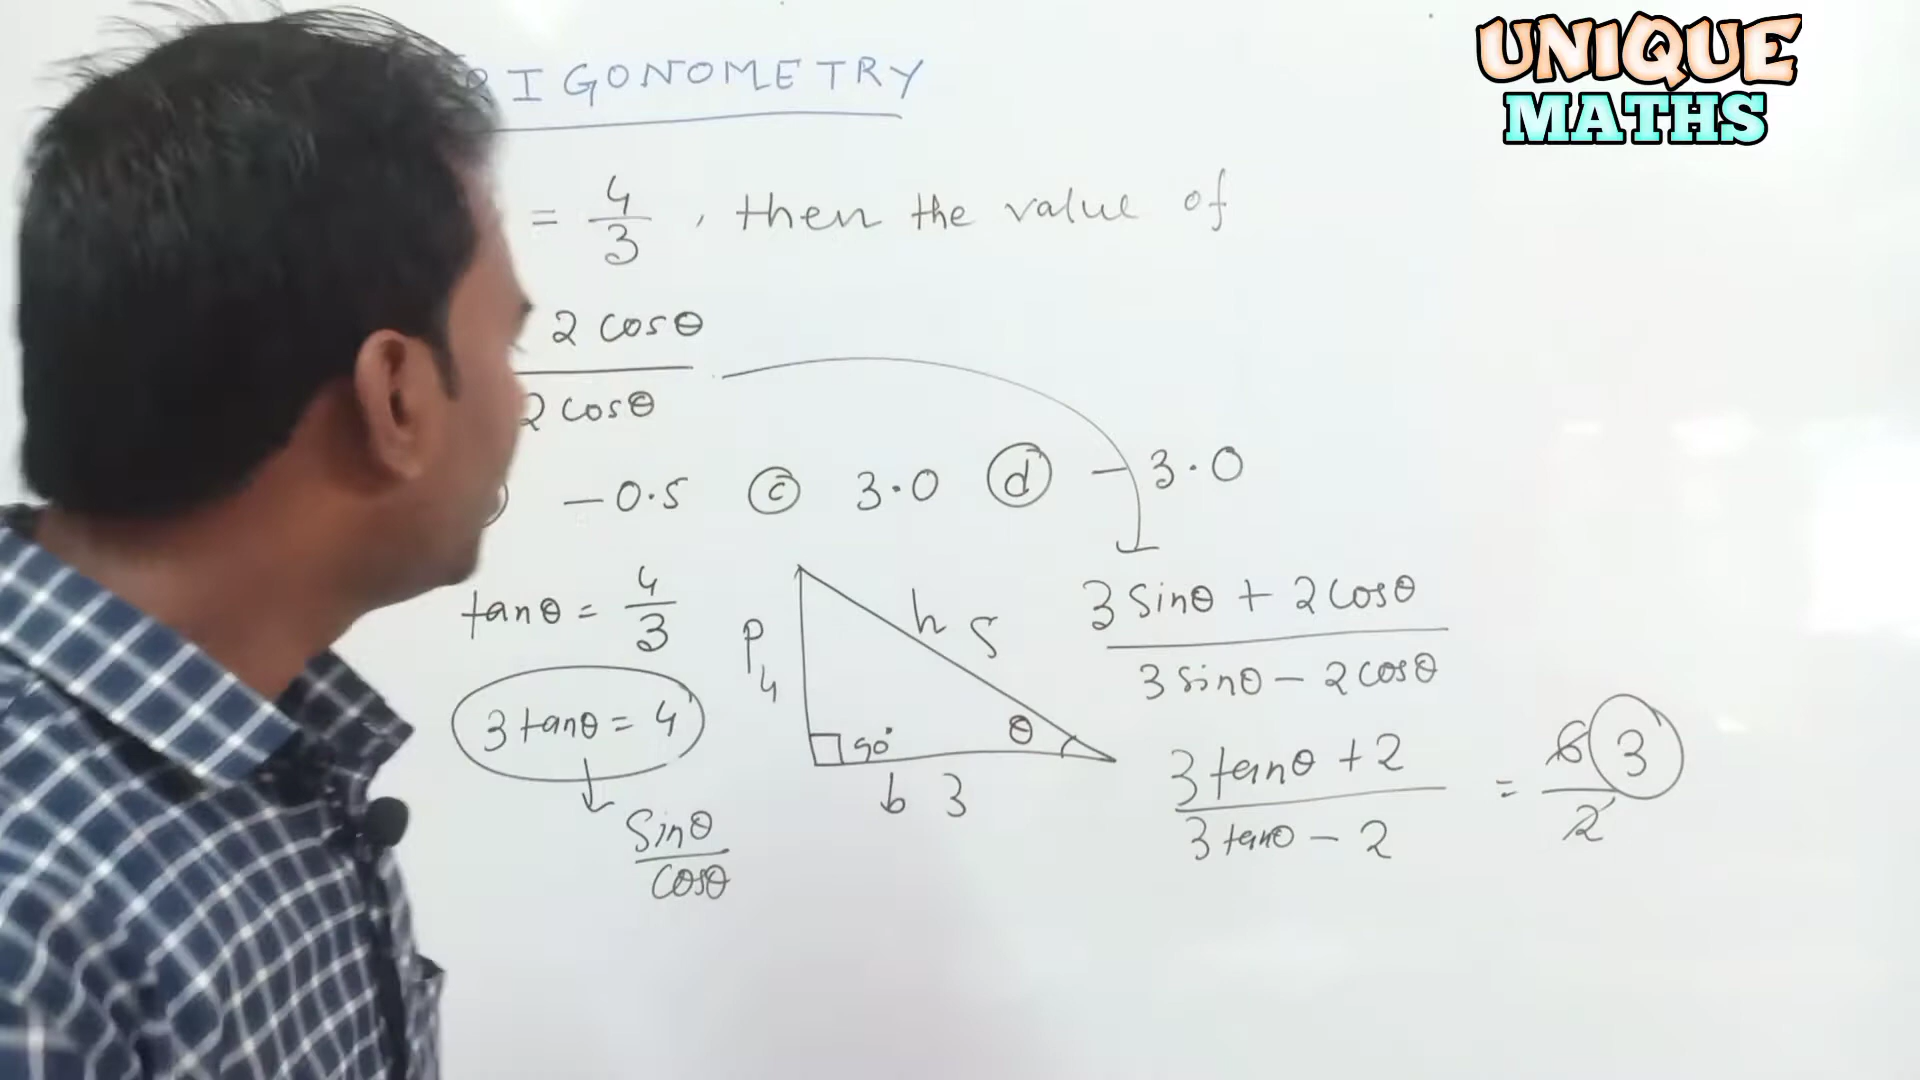 UNIQUE
MATHS
RIGONOMETRY
= 4/3 , then the value of
2 cosθ
2 cosθ
-0.5 (c) 3.0 (d) -3.0
tanθ = 4/3
3 tanθ = 4
sinθ/cosθ
p 4
h 5
90° θ
b 3
3 sinθ + 2 cosθ
3 sinθ - 2 cosθ
3 tanθ + 2
3 tanθ - 2
= 6/2 3